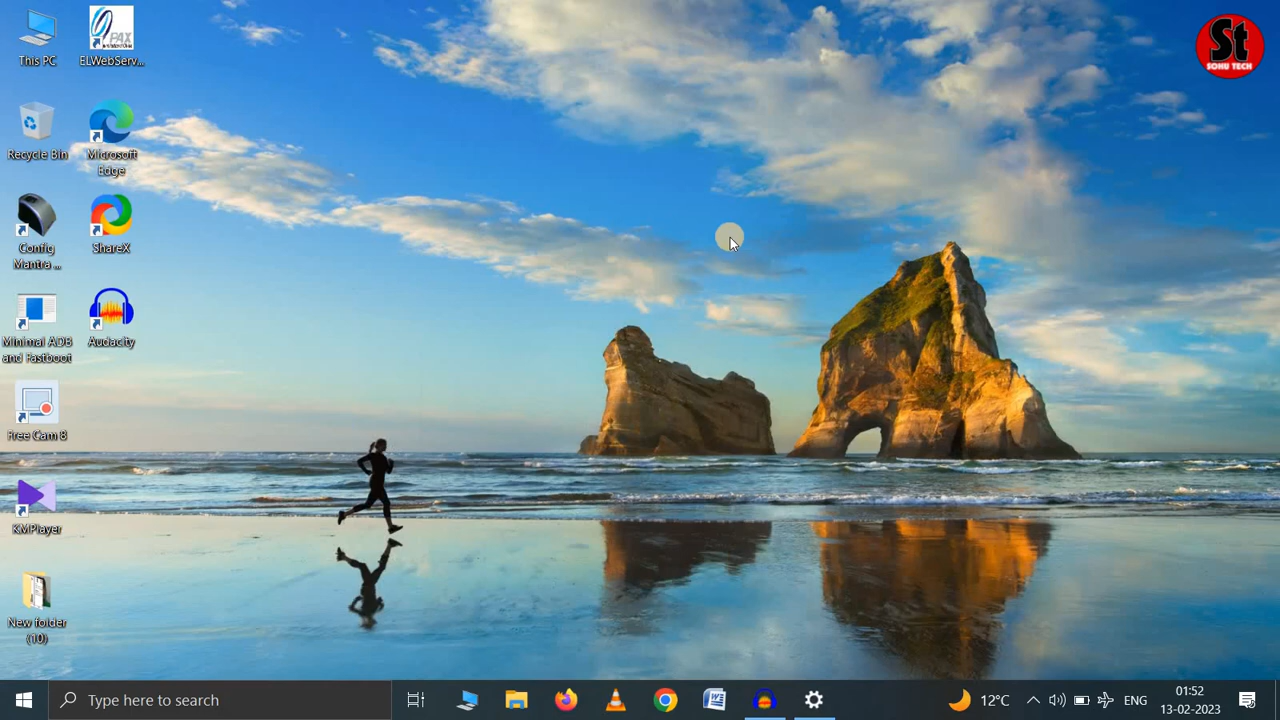 This PC
ELWebServ...
PAX
St
SOHU TECH
Recycle Bin
Microsoft
Edge
Config
Mantra ...
ShareX
Minimal ADB
and Fastboot
Audacity
Free Cam 8
KMPlayer
New folder
(10)
Type here to search
12°C
ENG
01:52
13-02-2023